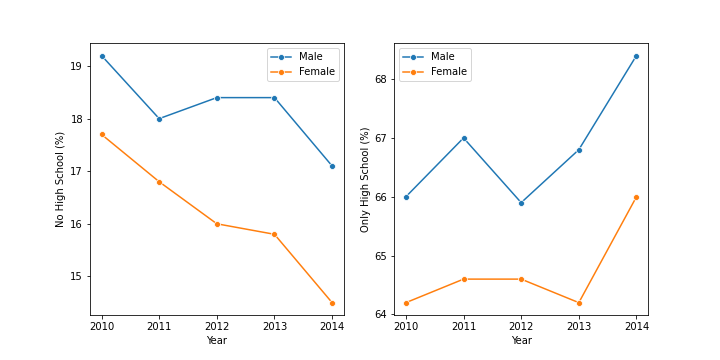 No High School (%)
19
18
17
16
15
Male
Female
2010 2011 2012 2013 2014
Year
Only High School (%)
68
67
66
65
64
Male
Female
2010 2011 2012 2013 2014
Year